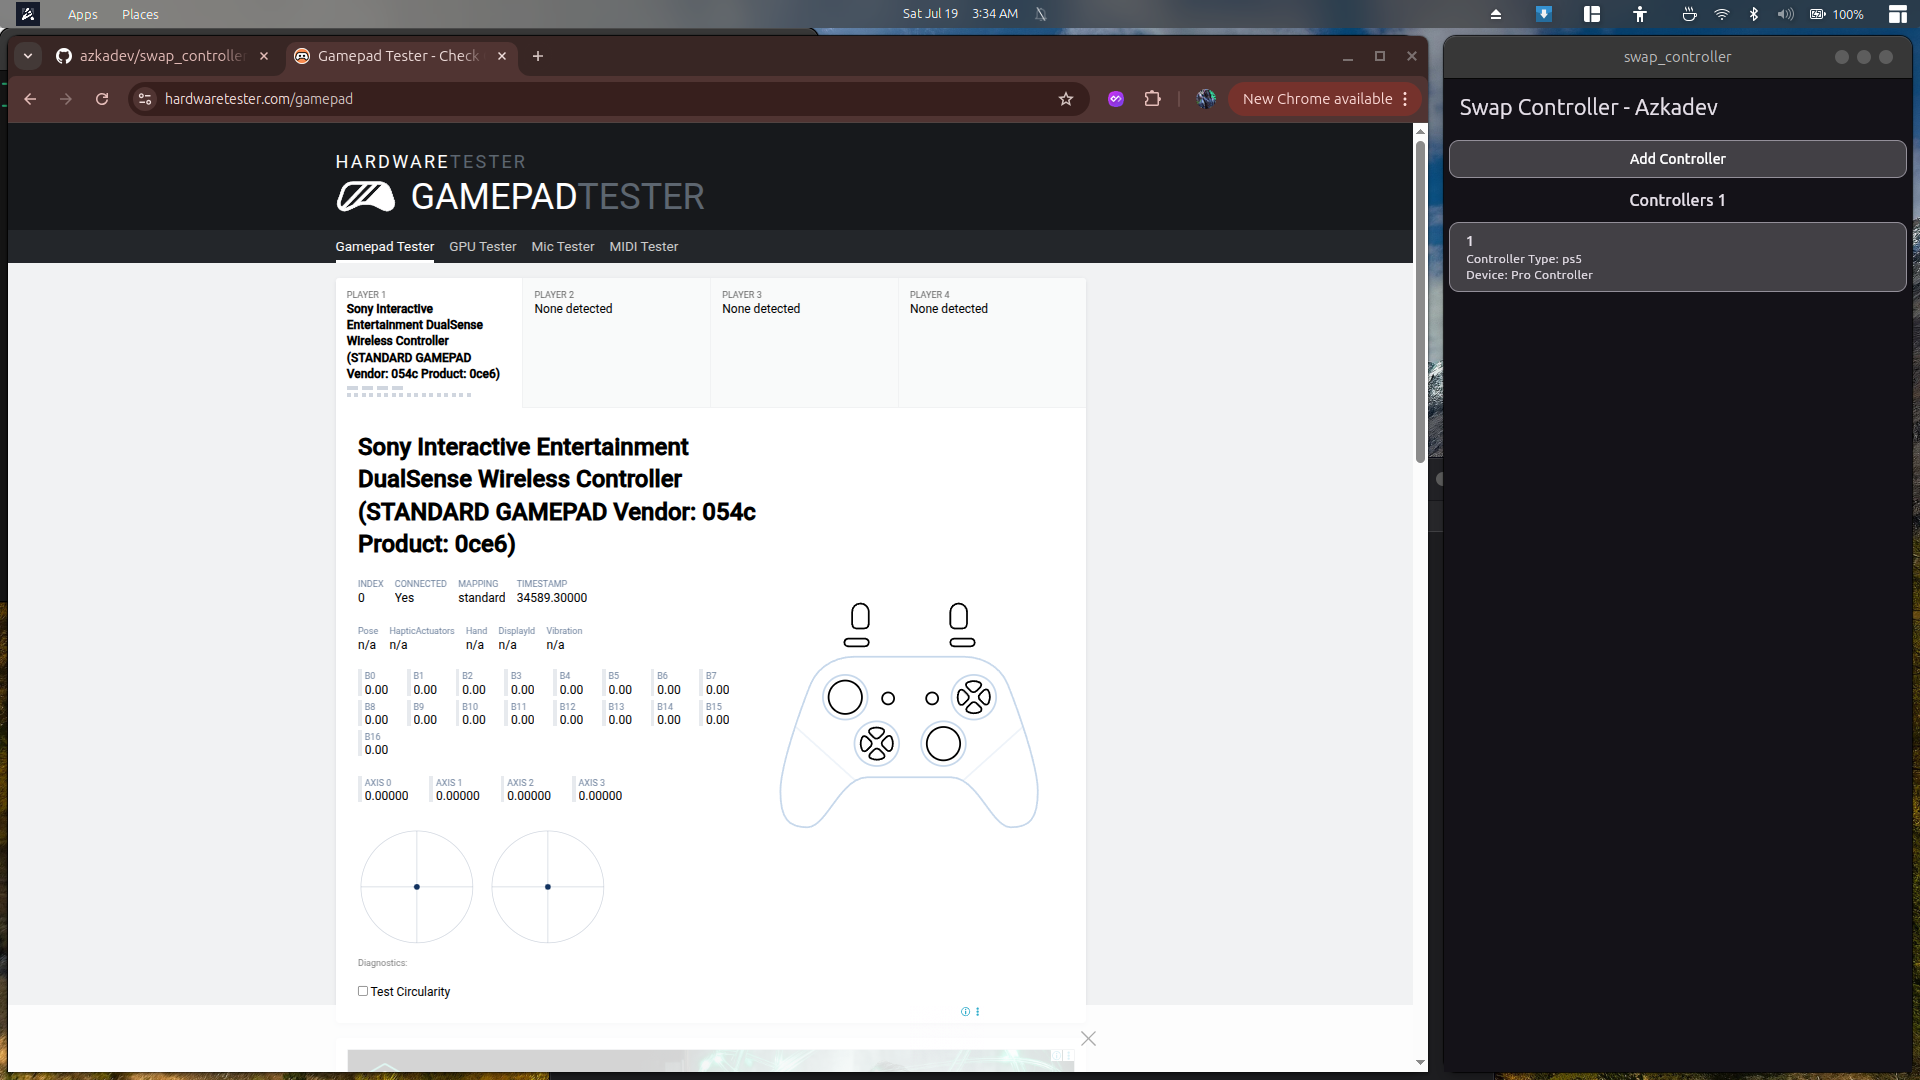 Apps Places Sat Jul 19 3:34 AM 100%
azkadev/swap_controller Gamepad Tester - Check
hardwaretester.com/gamepad New Chrome available
HARDWARETESTER
GAMEPADTESTER
Gamepad Tester GPU Tester Mic Tester MIDI Tester
PLAYER 1
Sony Interactive
Entertainment DualSense
Wireless Controller
(STANDARD GAMEPAD
Vendor: 054c Product: 0ce6)
PLAYER 2
None detected
PLAYER 3
None detected
PLAYER 4
None detected
Sony Interactive Entertainment
DualSense Wireless Controller
(STANDARD GAMEPAD Vendor: 054c
Product: 0ce6)
INDEX CONNECTED MAPPING TIMESTAMP
0 Yes standard 34589.30000
Pose HapticActuators Hand DisplayId Vibration
n/a n/a n/a n/a n/a
B0 B1 B2 B3 B4 B5 B6 B7
0.00 0.00 0.00 0.00 0.00 0.00 0.00 0.00
B8 B9 B10 B11 B12 B13 B14 B15
0.00 0.00 0.00 0.00 0.00 0.00 0.00 0.00
B16
0.00
AXIS 0 AXIS 1 AXIS 2 AXIS 3
0.00000 0.00000 0.00000 0.00000
Diagnostics:
Test Circularity
swap_controller
Swap Controller - Azkadev
Add Controller
Controllers 1
1
Controller Type: ps5
Device: Pro Controller